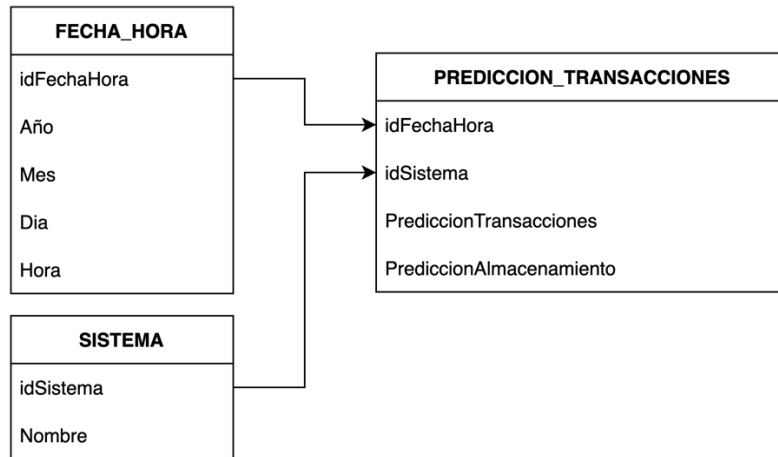 FECHA_HORA
idFechaHora
Año
Mes
Dia
Hora
SISTEMA
idSistema
Nombre
PREDICCION_TRANSACCIONES
idFechaHora
idSistema
PrediccionTransacciones
PrediccionAlmacenamiento